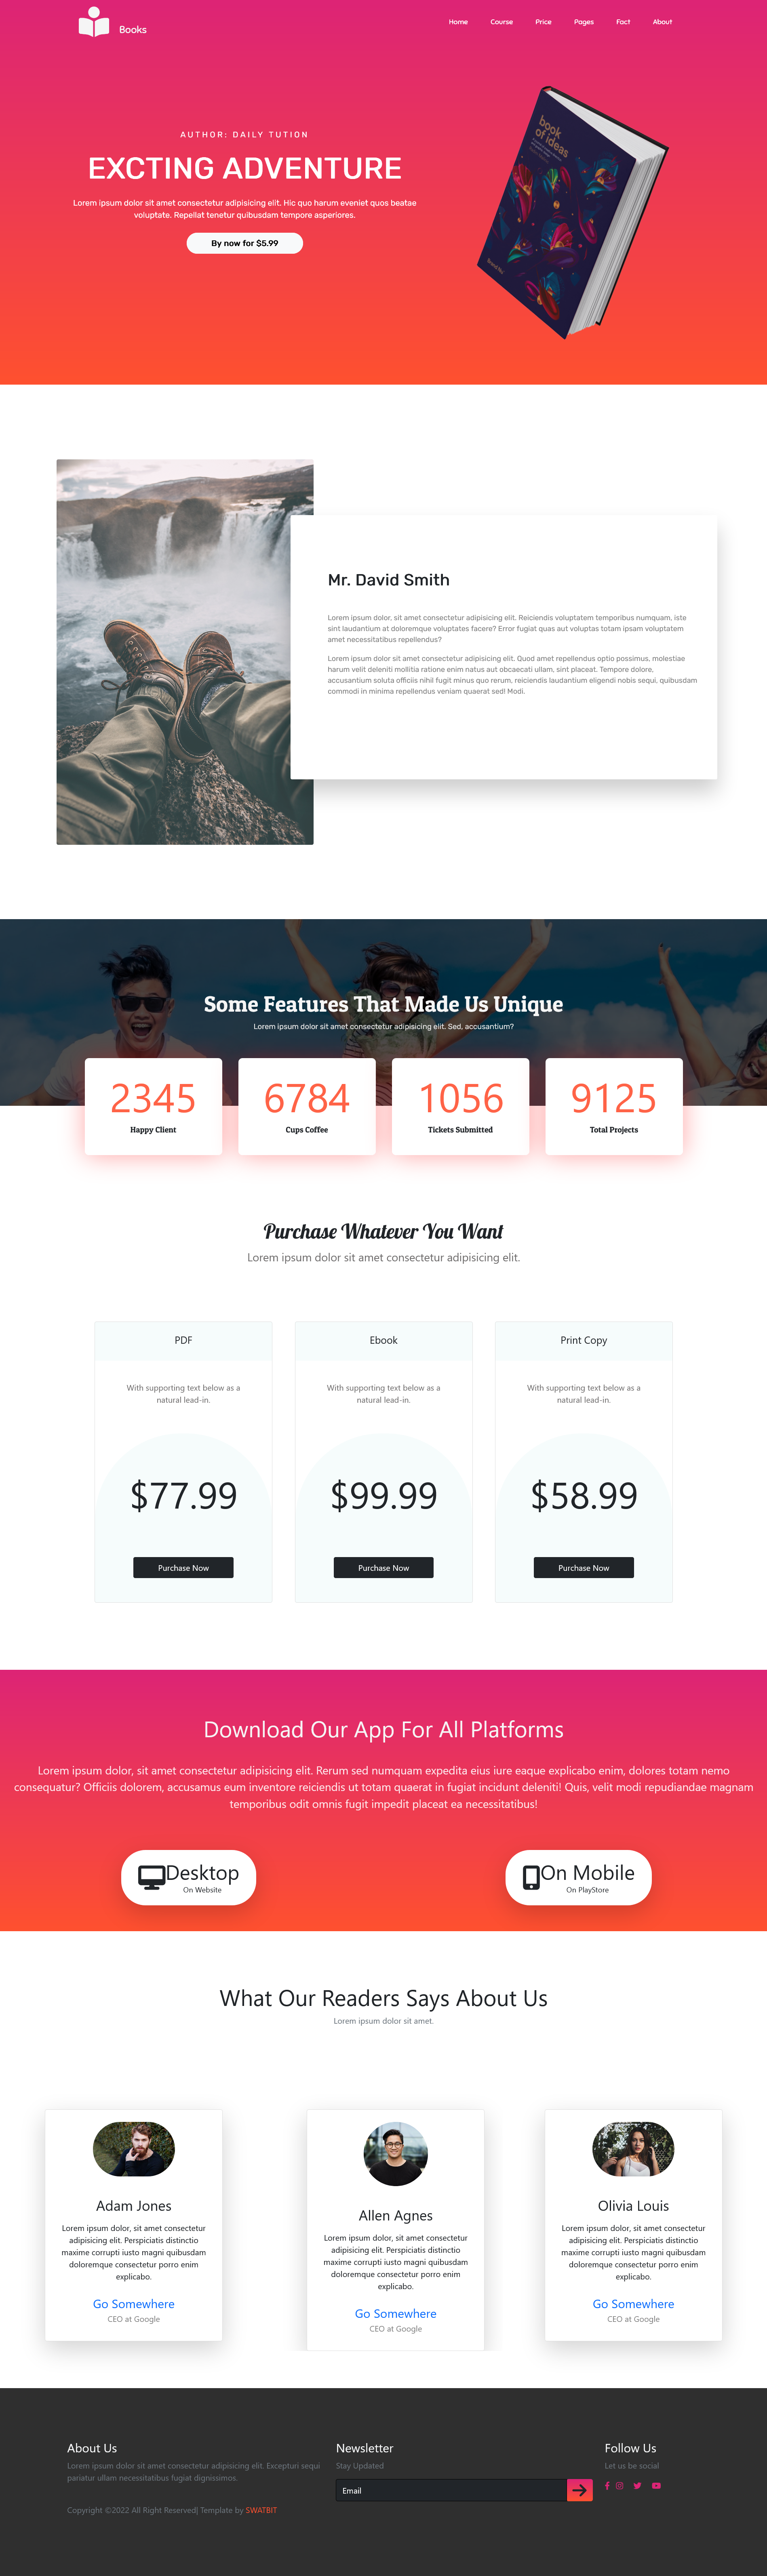 Books
Home Course Price Pages Fact About
AUTHOR: DAILY TUTION
EXCTING ADVENTURE
Lorem ipsum dolor sit amet consectetur adipisicing elit. Hic quo harum eveniet quos beatae
voluptate. Repellat tenetur quibusdam tempore asperiores.
By now for $5.99
book
of ideas
Mr. David Smith
Lorem ipsum dolor, sit amet consectetur adipisicing elit. Reiciendis voluptatem temporibus numquam, iste
sint laudantium at doloremque voluptates facere? Error fugiat quas aut voluptas totam ipsam voluptatem
amet necessitatibus repellendus?
Lorem ipsum dolor sit amet consectetur adipisicing elit. Quod amet repellendus optio possimus, molestiae
harum velit deleniti mollitia ratione enim natus aut obcaecati ullam, sint placeat. Tempore dolore,
accusantium soluta officiis nihil fugit minus quo rerum, reiciendis laudantium eligendi nobis sequi, quibusdam
commodi in minima repellendus veniam quaerat sed! Modi.
Some Features That Made Us Unique
Lorem ipsum dolor sit amet consectetur adipisicing elit. Sed, accusantium?
2345 6784 1056 9125
Happy Client Cups Coffee Tickets Submitted Total Projects
Purchase Whatever You Want
Lorem ipsum dolor sit amet consectetur adipisicing elit.
PDF
With supporting text below as a
natural lead-in.
$77.99
Purchase Now
Ebook
With supporting text below as a
natural lead-in.
$99.99
Purchase Now
Print Copy
With supporting text below as a
natural lead-in.
$58.99
Purchase Now
Download Our App For All Platforms
Lorem ipsum dolor, sit amet consectetur adipisicing elit. Rerum sed numquam expedita eius iure eaque explicabo enim, dolores totam nemo
consequatur? Officiis dolorem, accusamus eum inventore reiciendis ut totam quaerat in fugiat incidunt deleniti! Quis, velit modi repudiandae magnam
temporibus odit omnis fugit impedit placeat ea necessitatibus!
Desktop
On Website
On Mobile
On PlayStore
What Our Readers Says About Us
Lorem ipsum dolor sit amet.
Adam Jones
Lorem ipsum dolor, sit amet consectetur
adipisicing elit. Perspiciatis distinctio
maxime corrupti iusto magni quibusdam
doloremque consectetur porro enim
explicabo.
Go Somewhere
CEO at Google
Allen Agnes
Lorem ipsum dolor, sit amet consectetur
adipisicing elit. Perspiciatis distinctio
maxime corrupti iusto magni quibusdam
doloremque consectetur porro enim
explicabo.
Go Somewhere
CEO at Google
Olivia Louis
Lorem ipsum dolor, sit amet consectetur
adipisicing elit. Perspiciatis distinctio
maxime corrupti iusto magni quibusdam
doloremque consectetur porro enim
explicabo.
Go Somewhere
CEO at Google
About Us
Lorem ipsum dolor sit amet consectetur adipisicing elit. Excepturi sequi
pariatur ullam necessitatibus fugiat dignissimos.
Copyright ©2022 All Right Reserved| Template by SWATBIT
Newsletter
Stay Updated
Email
Follow Us
Let us be social